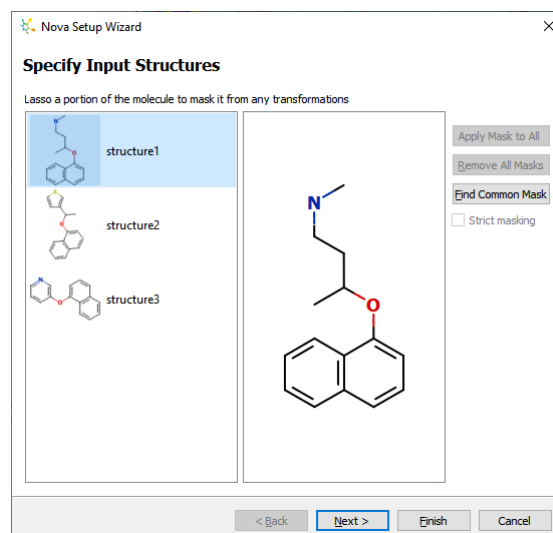 Nova Setup Wizard
Specify Input Structures
Lasso a portion of the molecule to mask it from any transformations
structure1
structure2
structure3
N
O
Apply Mask to All
Remove All Masks
Find Common Mask
Strict masking
< Back Next > Finish Cancel